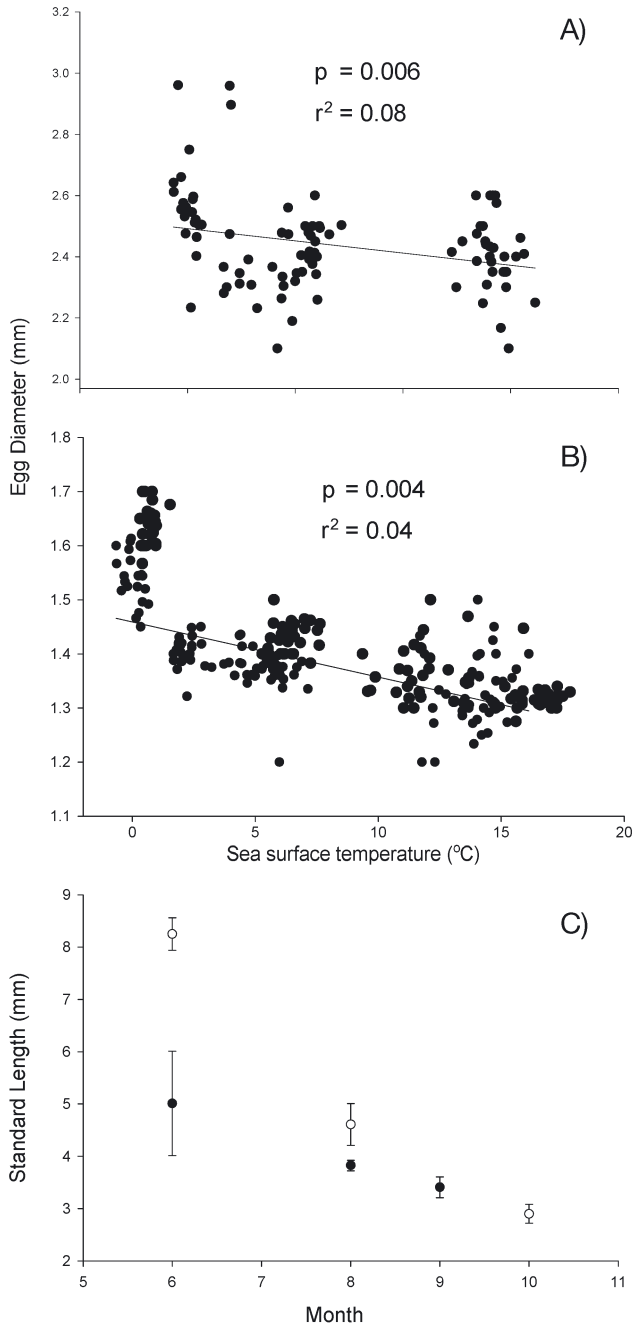 A)
p = 0.006
r² = 0.08
3.2
3.0
2.8
2.6
2.4
2.2
2.0
Egg Diameter (mm)
B)
p = 0.004
r² = 0.04
1.8
1.7
1.6
1.5
1.4
1.3
1.2
1.1
0 5 10 15 20
Sea surface temperature (°C)
C)
9
8
7
6
5
4
3
2
Standard Length (mm)
5 6 7 8 9 10 11
Month